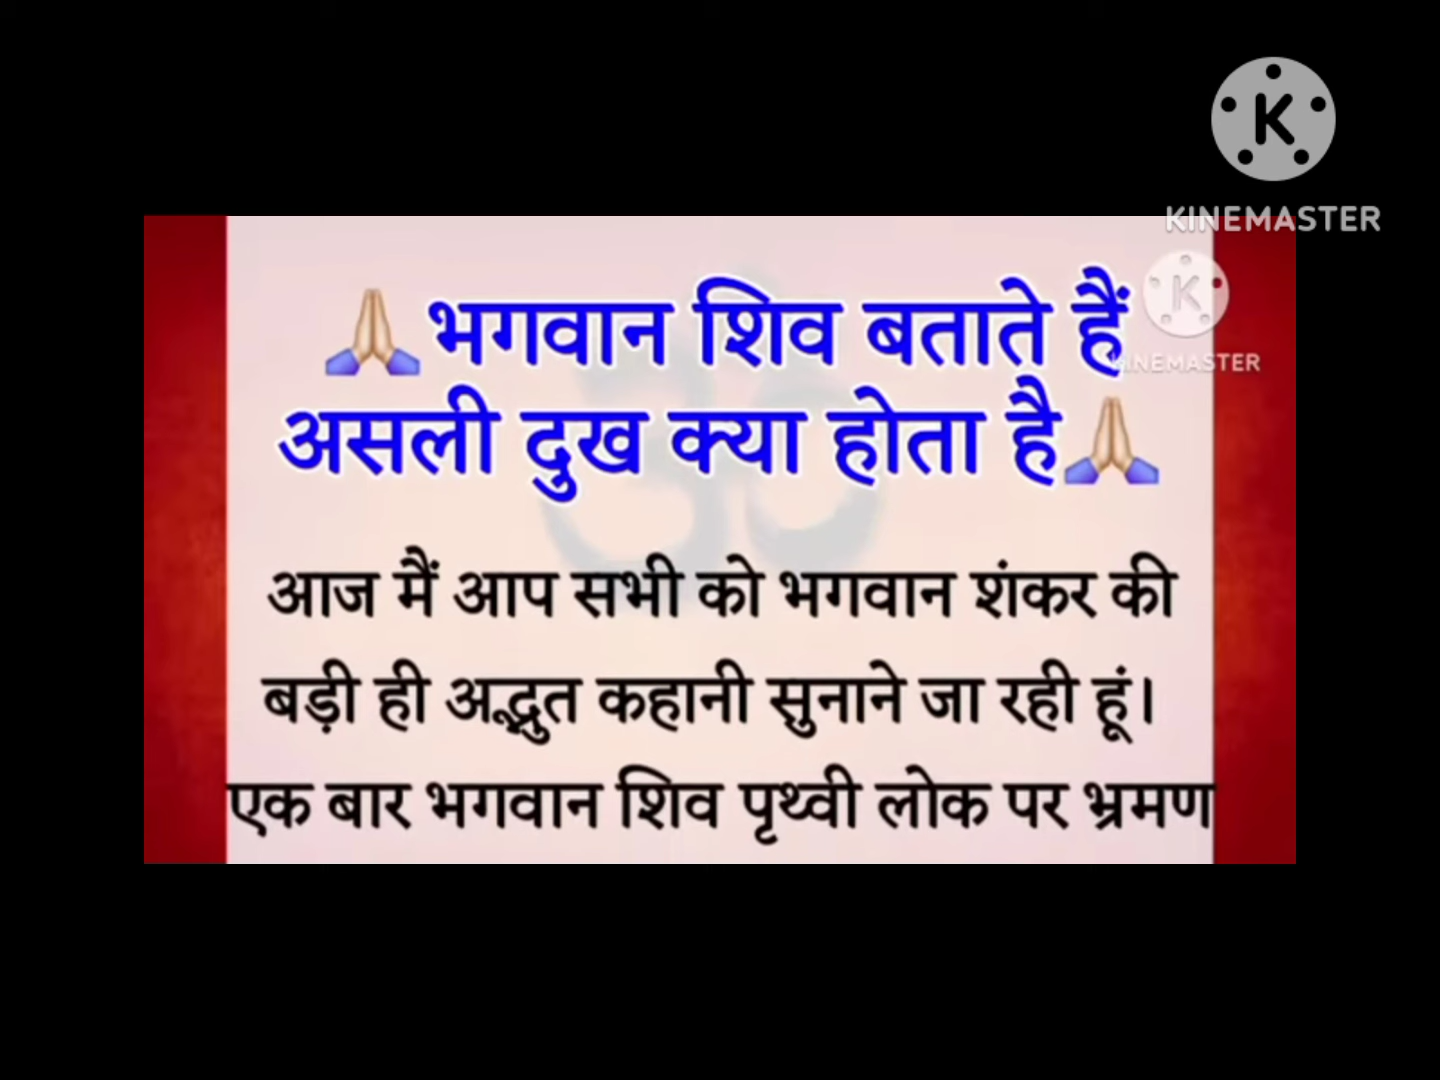 KINEMASTER
KINEMASTER
🙏भगवान शिव बताते हैं
असली दुख क्या होता है🙏
आज मैं आप सभी को भगवान शंकर की
बड़ी ही अद्भुत कहानी सुनाने जा रही हूं।
एक बार भगवान शिव पृथ्वी लोक पर भ्रमण